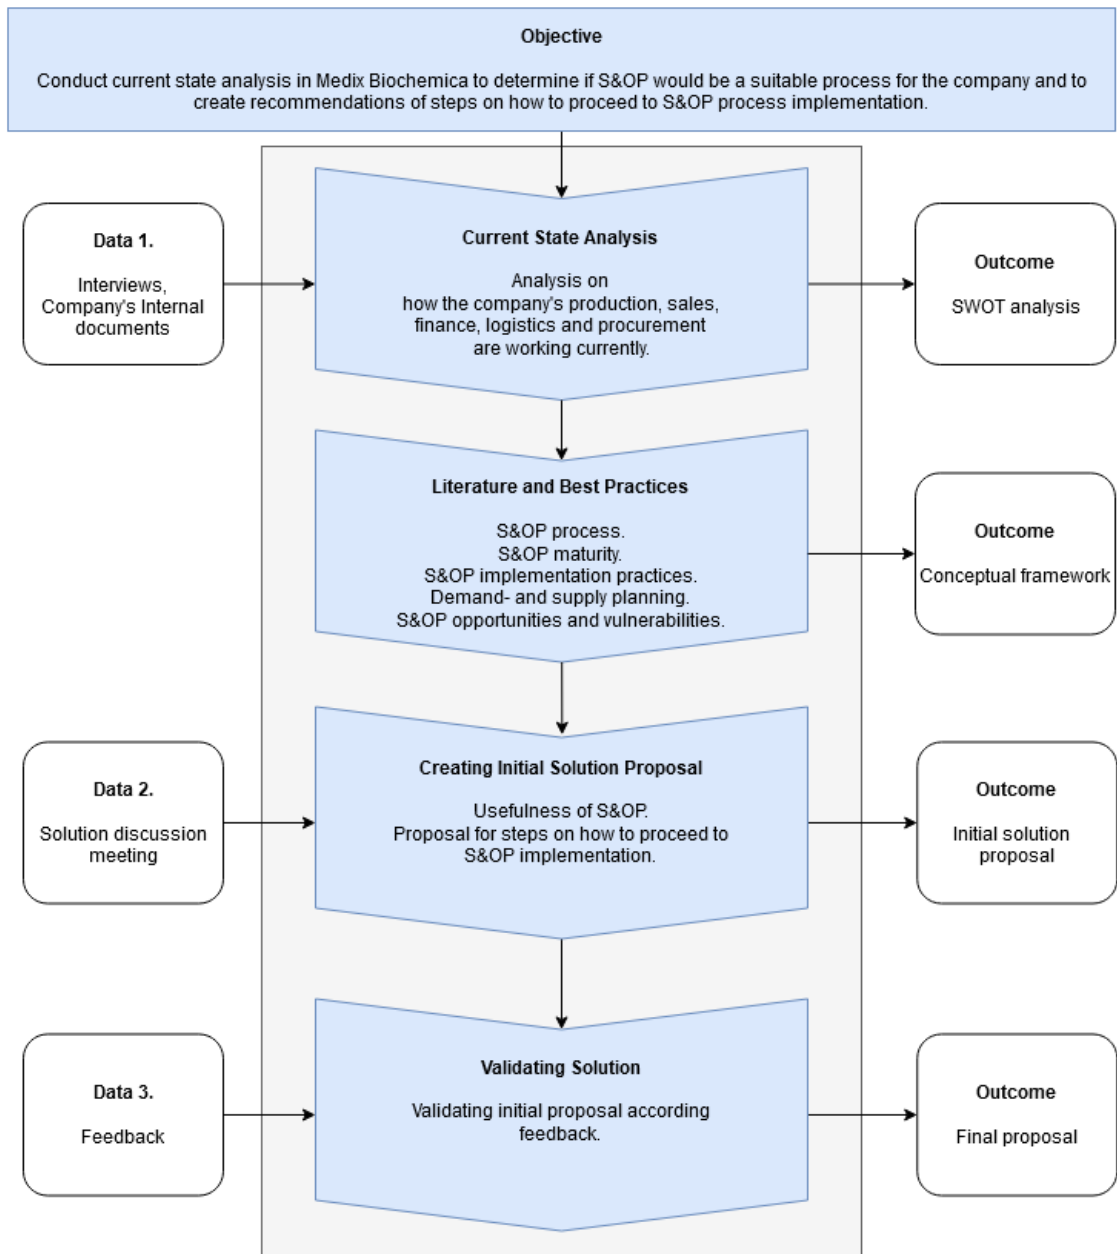 Objective
Conduct current state analysis in Medix Biochemica to determine if S&OP would be a suitable process for the company and to
create recommendations of steps on how to proceed to S&OP process implementation.
Data 1.
Interviews,
Company's Internal
documents
Current State Analysis
Analysis on
how the company's production, sales,
finance, logistics and procurement
are working currently.
Outcome
SWOT analysis
Literature and Best Practices
S&OP process.
S&OP maturity.
S&OP implementation practices.
Demand- and supply planning.
S&OP opportunities and vulnerabilities.
Outcome
Conceptual framework
Data 2.
Solution discussion
meeting
Creating Initial Solution Proposal
Usefulness of S&OP.
Proposal for steps on how to proceed to
S&OP implementation.
Outcome
Initial solution
proposal
Data 3.
Feedback
Validating Solution
Validating initial proposal according
feedback.
Outcome
Final proposal